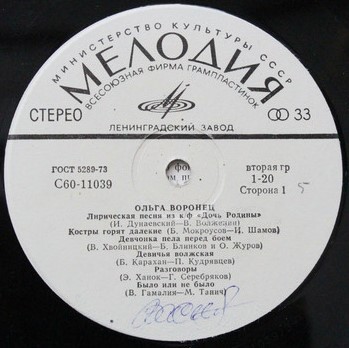 МИНИСТЕРСТВО КУЛЬТУРЫ СССР
МЕЛОДИЯ
ВСЕСОЮЗНАЯ ФИРМА ГРАМПЛАСТИНОК
СТЕРЕО
33
ЛЕНИНГРАДСКИЙ ЗАВОД
ГОСТ 5289-73
С60-11039
вторая гр
1-20
Сторона 1 5
ОЛЬГА ВОРОНЕЦ
Лирическая песня из к/ф «Дочь Родины»
(И. Дунаевский—В. Волженин)
Костры горят далекие (Б. Мокроусов—И. Шамов)
Девчонка пела перед боем
(В. Хвойницкий—Б. Блинков и О. Журов)
Девичья волжская
(Б. Карахан—П. Кудрявцев)
Разговоры
(Э. Ханок—Г. Серебряков)
Было или не было
(В. Гамалия—М. Танич)